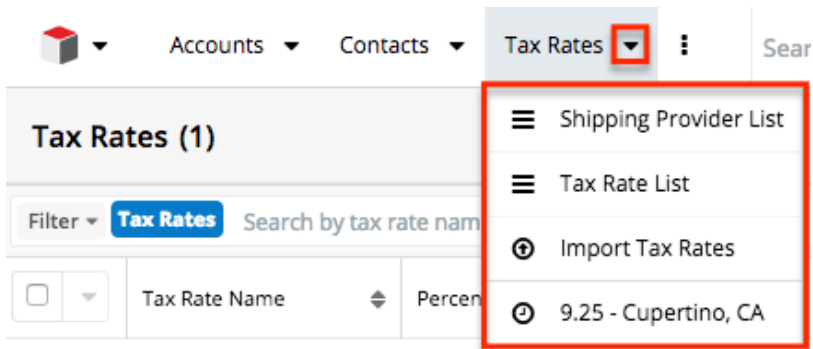 Accounts Contacts Tax Rates Sear
Shipping Provider List
Tax Rates (1)
Tax Rate List
Filter Tax Rates Search by tax rate nam
Import Tax Rates
Tax Rate Name Percen
9.25 - Cupertino, CA